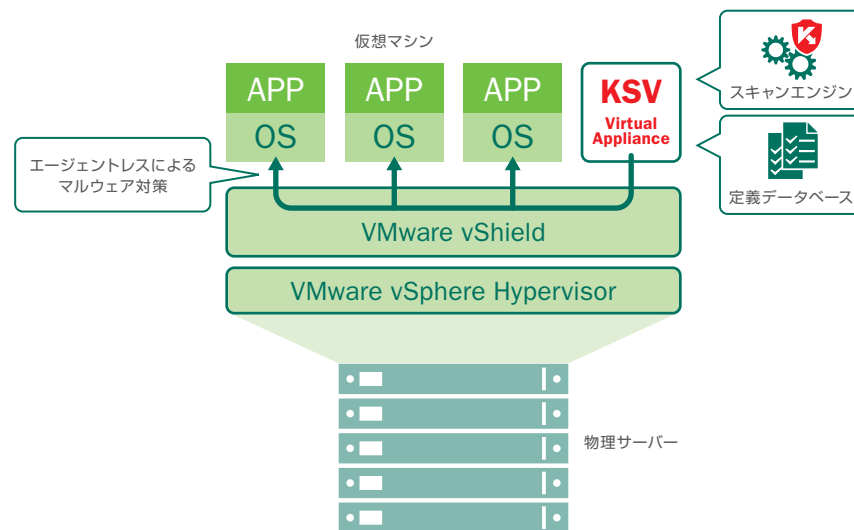 仮想マシン
APP
APP
APP
OS
OS
OS
KSV
Virtual
Appliance
スキャンエンジン
定義データベース
エージェントレスによる
マルウェア対策
VMware vShield
VMware vSphere Hypervisor
物理サーバー